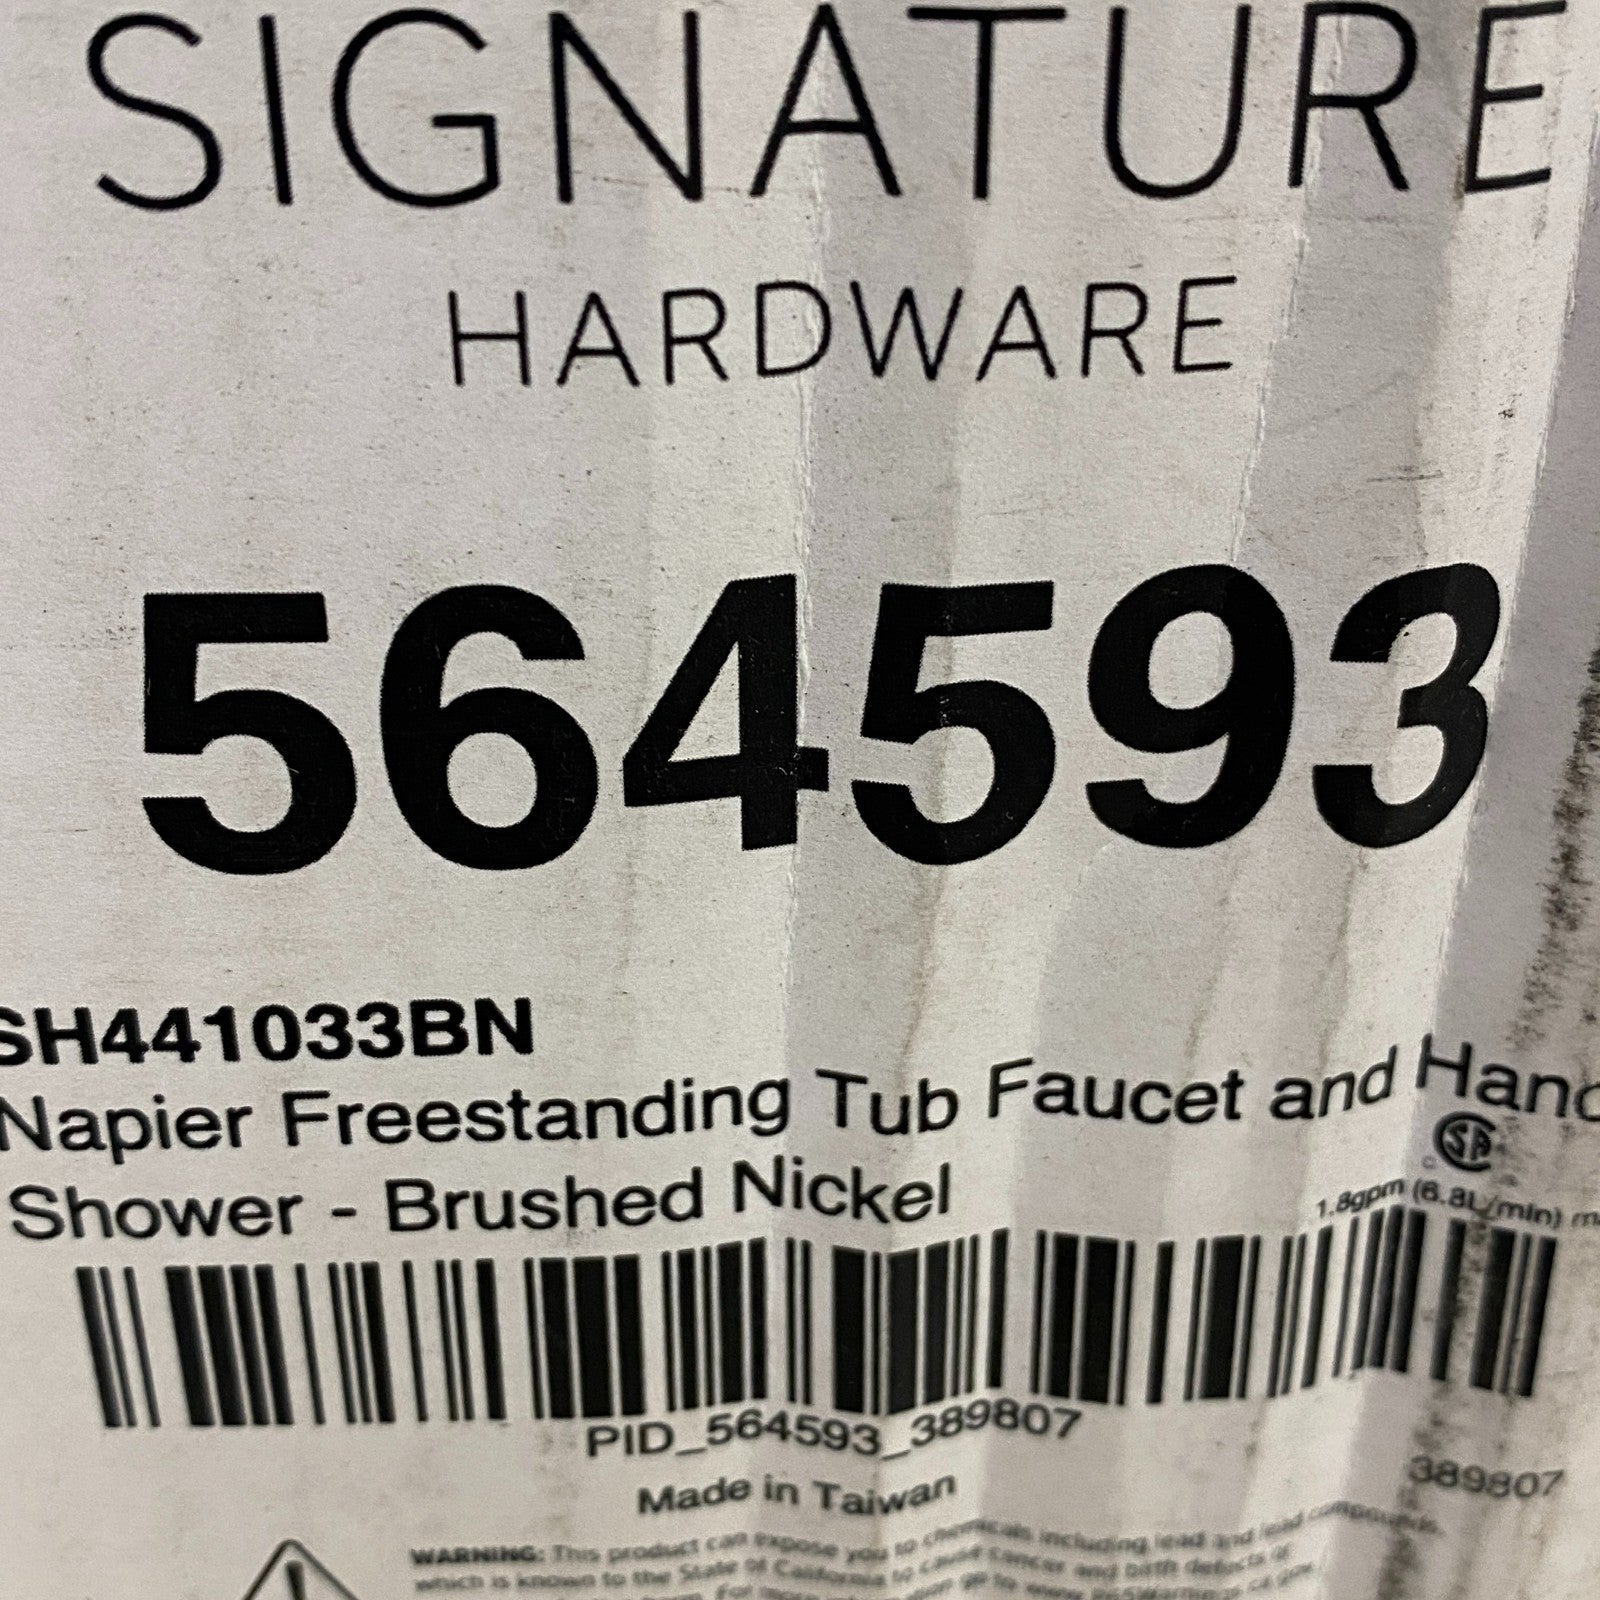 SIGNATURE
HARDWARE
564593
SH441033BN
Napier Freestanding Tub Faucet and Hand
Shower - Brushed Nickel
1.8gpm (6.8L/min)
PID_564593_389807
Made in Taiwan
389807
WARNING: This product can expose you to chemicals including lead and lead compounds,
which is known to the State of California to cause cancer and birth defects or